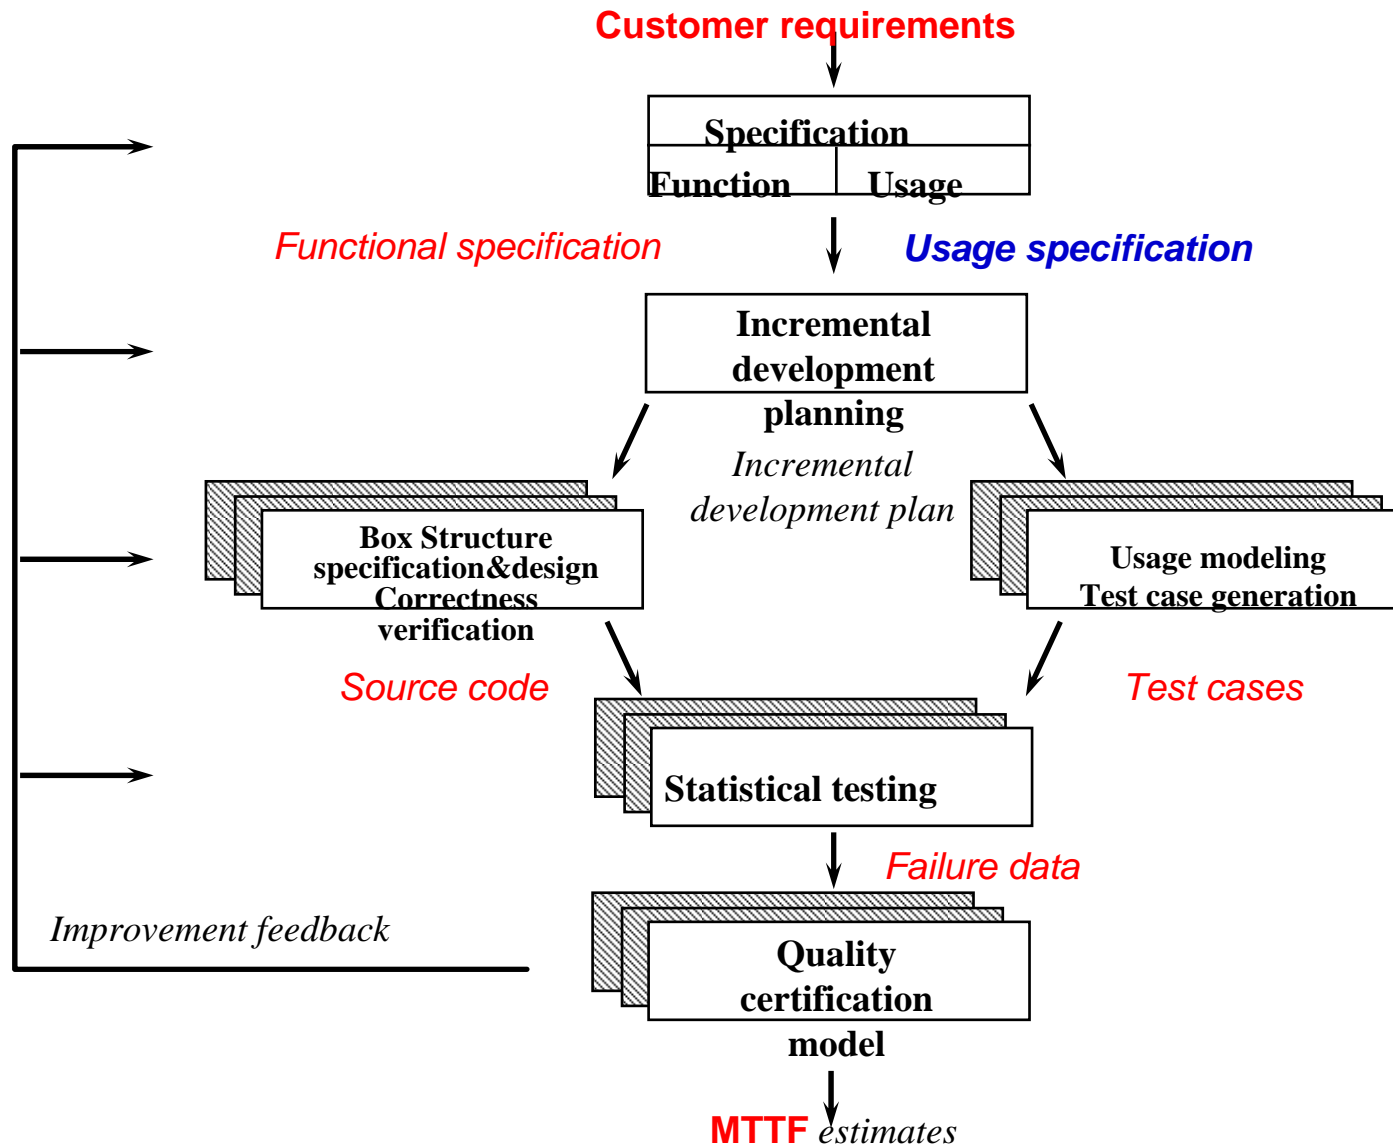 Customer requirements
Specification
Function Usage
Functional specification
Usage specification
Incremental
development
planning
Incremental
development plan
Box Structure
specification&design
Correctness
verification
Usage modeling
Test case generation
Source code
Test cases
Statistical testing
Failure data
Improvement feedback
Quality
certification
model
MTTF estimates